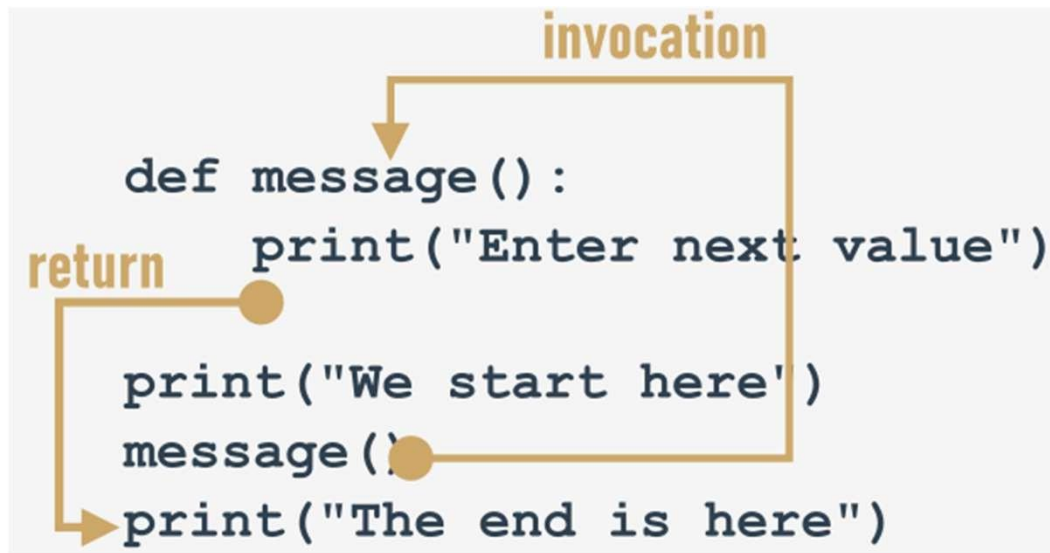 invocation
def message():
    print("Enter next value")
return
print("We start here")
message()
print("The end is here")